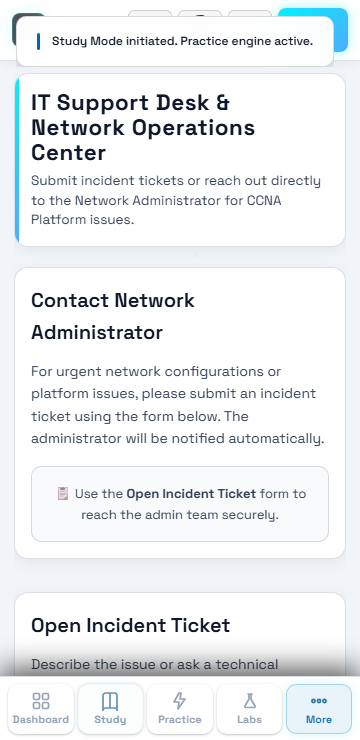 Study Mode initiated. Practice engine active.
IT Support Desk &
Network Operations
Center
Submit incident tickets or reach out directly
to the Network Administrator for CCNA
Platform issues.
Contact Network
Administrator
For urgent network configurations or
platform issues, please submit an incident
ticket using the form below. The
administrator will be notified automatically.
Use the Open Incident Ticket form to
reach the admin team securely.
Open Incident Ticket
Describe the issue or ask a technical
Dashboard
Study
Practice
Labs
More